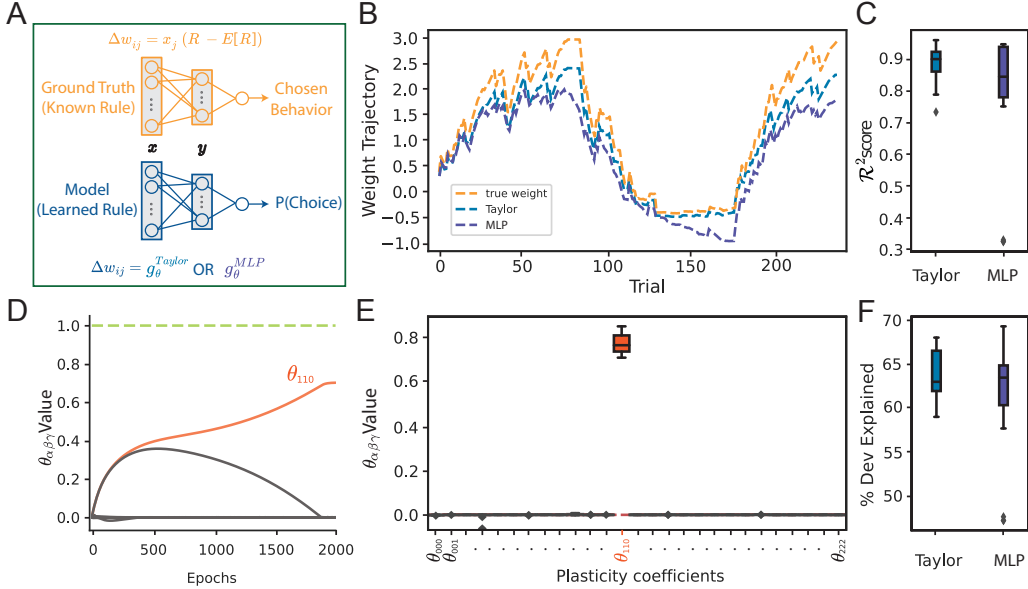 A
Δw_ij = x_j (R − E[R])
Ground Truth
(Known Rule)
Chosen
Behavior
x
y
Model
(Learned Rule)
P(Choice)
Δw_ij = g_θ^Taylor OR g_θ^MLP
B
Weight Trajectory
3.0
2.5
2.0
1.5
1.0
0.5
0.0
−0.5
−1.0
true weight
Taylor
MLP
0
50
100
150
200
Trial
C
R² score
0.9
0.8
0.7
0.6
0.5
0.4
0.3
Taylor
MLP
D
θ_αβγ Value
1.0
0.8
0.6
0.4
0.2
0.0
θ_110
0
500
1000
1500
2000
Epochs
E
θ_αβγ Value
0.8
0.6
0.4
0.2
0.0
θ_000
θ_001
θ_110
θ_222
Plasticity coefficients
F
% Dev Explained
70
65
60
55
50
Taylor
MLP